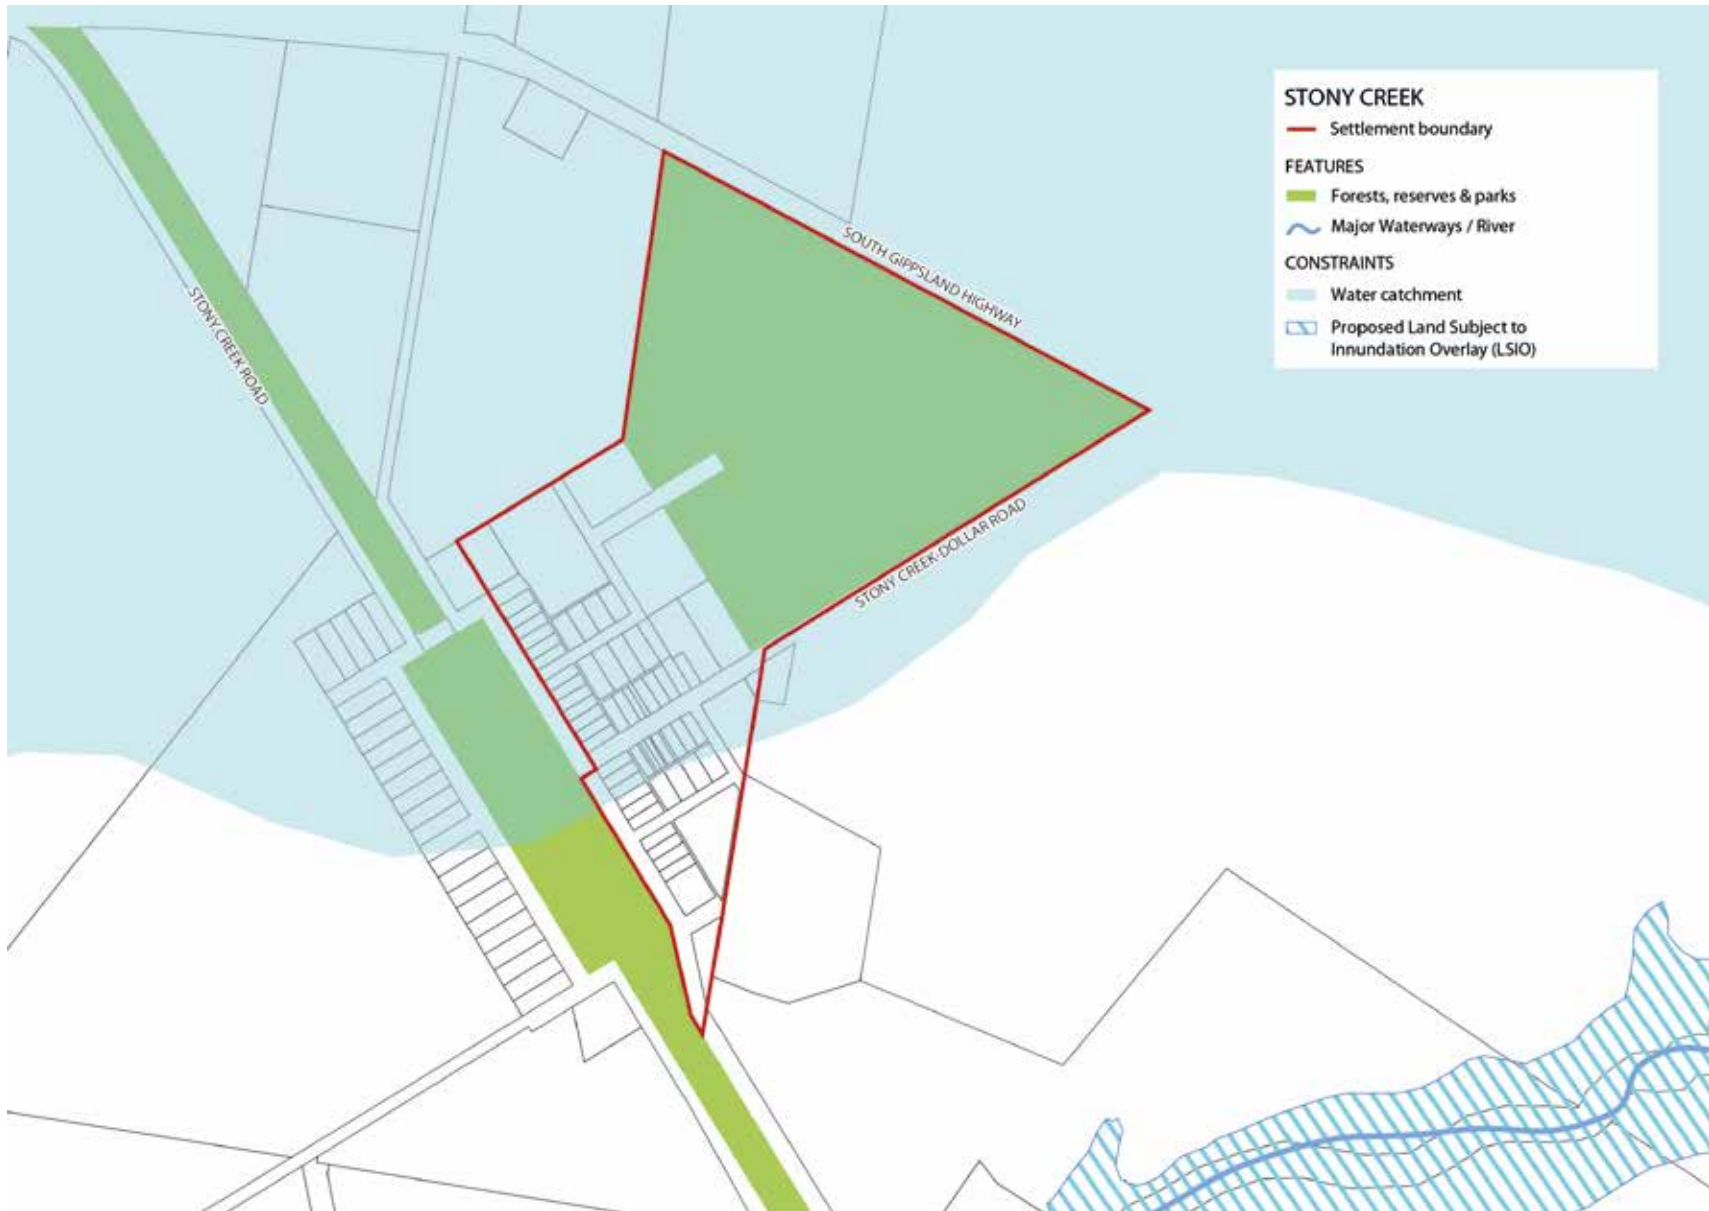 STONY CREEK
Settlement boundary
FEATURES
Forests, reserves & parks
Major Waterways / River
CONSTRAINTS
Water catchment
Proposed Land Subject to
Innundation Overlay (LSIO)
SOUTH GIPPSLAND HIGHWAY
STONY CREEK ROAD
STONY CREEK-DOLLAR ROAD